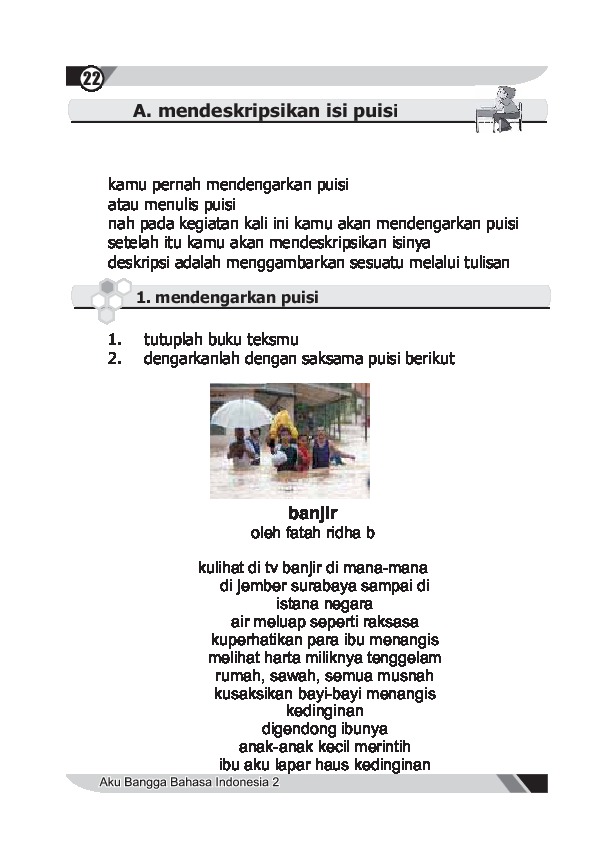 22
A. mendeskripsikan isi puisi
kamu pernah mendengarkan puisi
atau menulis puisi
nah pada kegiatan kali ini kamu akan mendengarkan puisi
setelah itu kamu akan mendeskripsikan isinya
deskripsi adalah menggambarkan sesuatu melalui tulisan
1. mendengarkan puisi
1. tutuplah buku teksmu
2. dengarkanlah dengan saksama puisi berikut
banjir
oleh fatah ridha b
kulihat di tv banjir di mana-mana
di jember surabaya sampai di
istana negara
air meluap seperti raksasa
kuperhatikan para ibu menangis
melihat harta miliknya tenggelam
rumah, sawah, semua musnah
kusaksikan bayi-bayi menangis
kedinginan
digendong ibunya
anak-anak kecil merintih
ibu aku lapar haus kedinginan
Aku Bangga Bahasa Indonesia 2